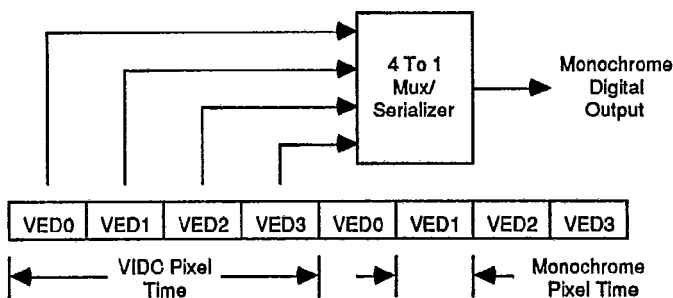 4 To 1
Mux/
Serializer
Monochrome
Digital
Output
VED0 VED1 VED2 VED3 VED0 VED1 VED2 VED3
VIDC Pixel
Time
Monochrome
Pixel Time